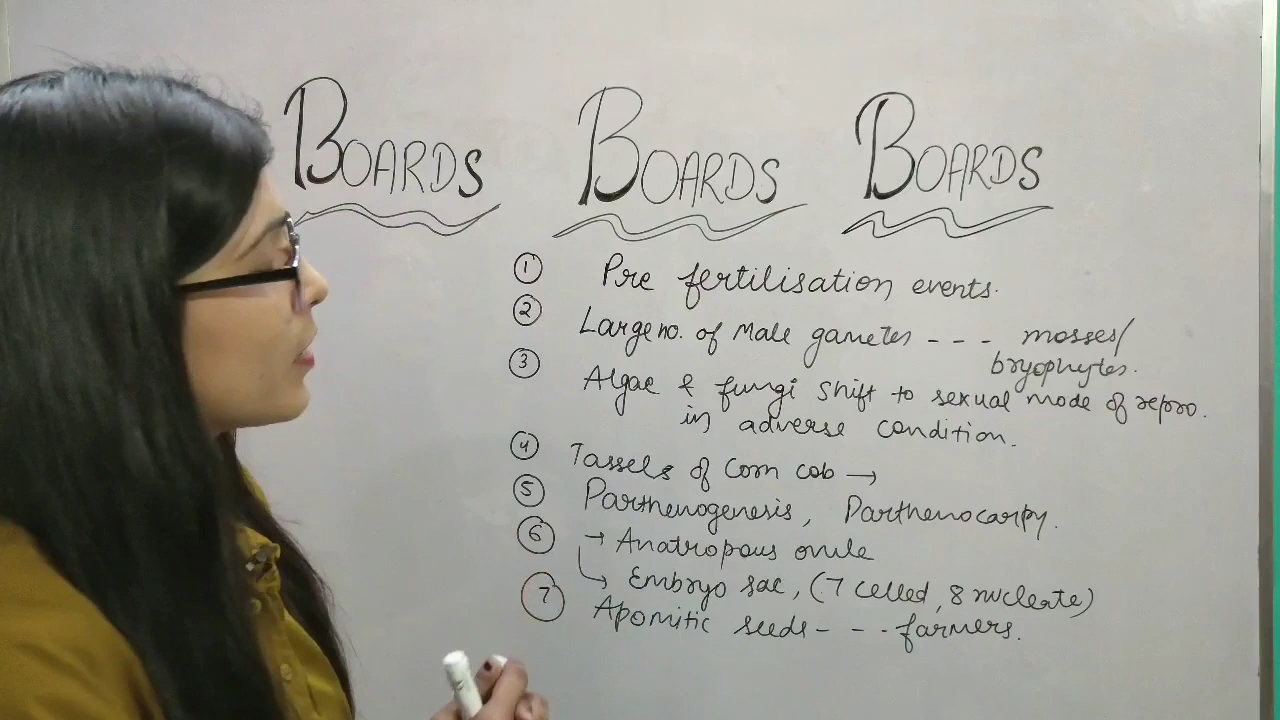 BOARDS BOARDS BOARDS
1 Pre fertilisation events.
2 Large no. of Male gametes - - - mosses/
bryophytes.
3 Algae & fungi shift to sexual mode of repro.
in adverse condition.
4 Tassels of corn cob →
5 Parthenogenesis, Parthenocarpy.
6 → Anatropous ovule
→ Embryo sac, (7 celled, 8 nucleate)
7 Apomitic seeds - - - farmers.